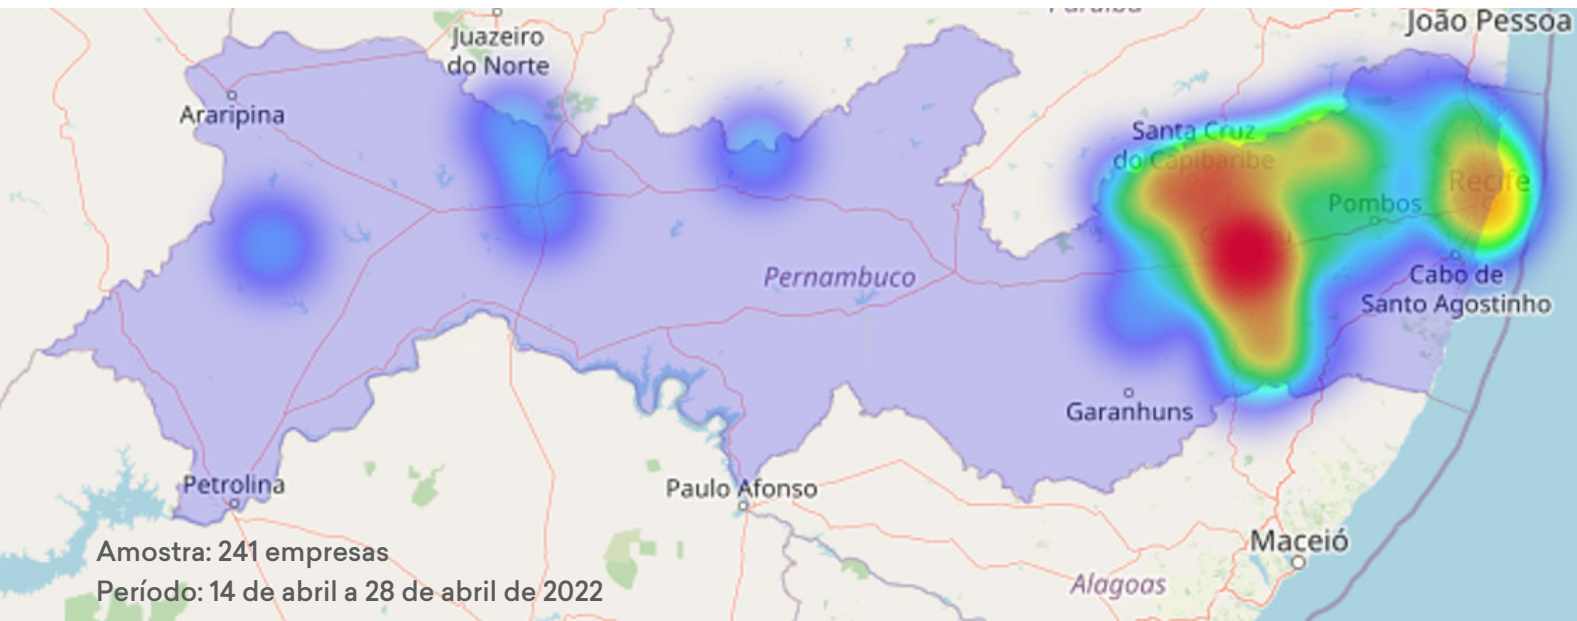 João Pessoa
Juazeiro
do Norte
Araripina
Santa Cruz
do Capibaribe
Recife
Pombos
Pernambuco
Cabo de
Santo Agostinho
Garanhuns
Petrolina
Paulo Afonso
Maceió
Alagoas
Amostra: 241 empresas
Período: 14 de abril a 28 de abril de 2022